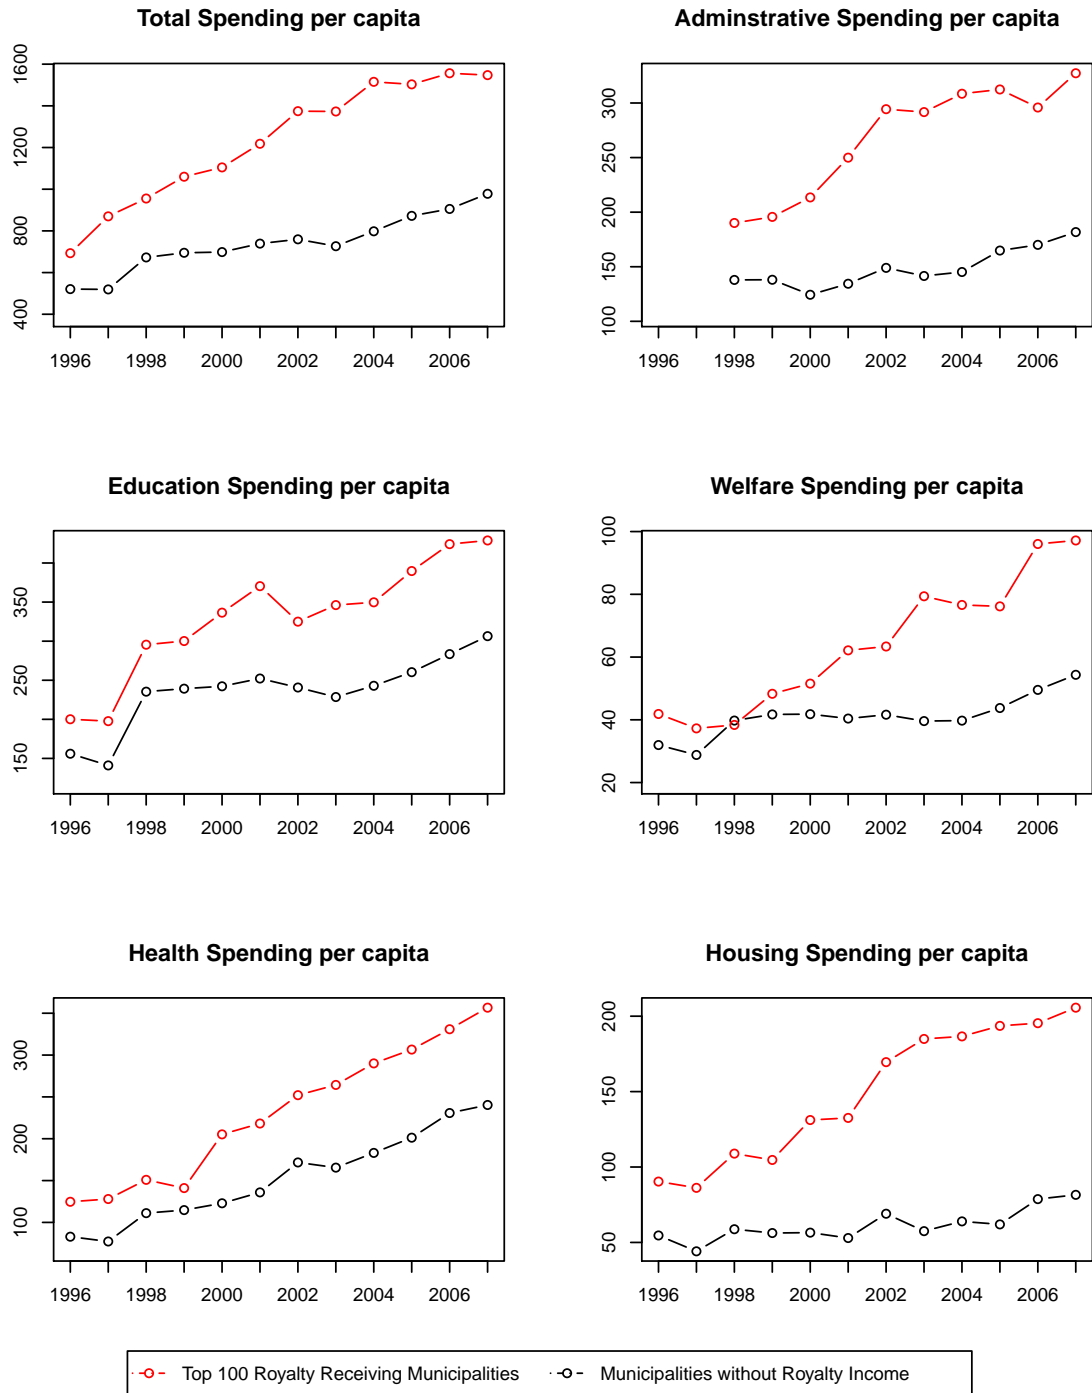 Total Spending per capita
400 800 1200 1600
1996 1998 2000 2002 2004 2006
Adminstrative Spending per capita
100 150 200 250 300
1996 1998 2000 2002 2004 2006
Education Spending per capita
150 250 350
1996 1998 2000 2002 2004 2006
Welfare Spending per capita
20 40 60 80 100
1996 1998 2000 2002 2004 2006
Health Spending per capita
100 200 300
1996 1998 2000 2002 2004 2006
Housing Spending per capita
50 100 150 200
1996 1998 2000 2002 2004 2006
Top 100 Royalty Receiving Municipalities Municipalities without Royalty Income